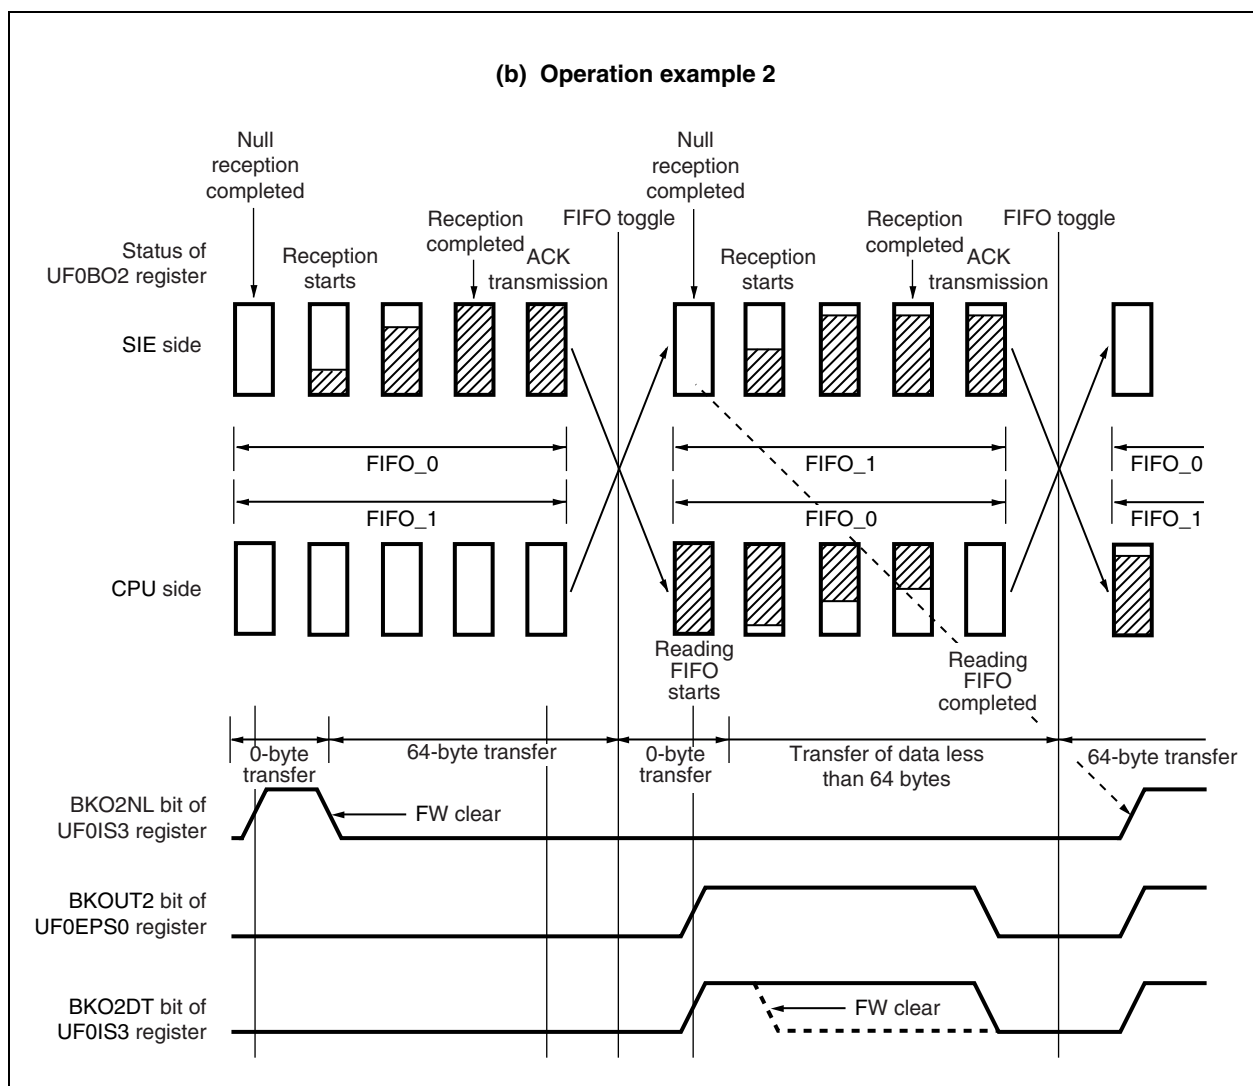 (b) Operation example 2
Null
reception
completed
Null
reception
completed
Reception
completed
FIFO toggle
Reception
completed
FIFO toggle
Status of
UF0BO2 register
Reception
starts
ACK
transmission
Reception
starts
ACK
transmission
SIE side
FIFO_0
FIFO_1
FIFO_0
FIFO_1
FIFO_0
FIFO_1
CPU side
Reading
FIFO
starts
Reading
FIFO
completed
0-byte
transfer
64-byte transfer
0-byte
transfer
Transfer of data less
than 64 bytes
64-byte transfer
BKO2NL bit of
UF0IS3 register
FW clear
BKOUT2 bit of
UF0EPS0 register
BKO2DT bit of
UF0IS3 register
FW clear